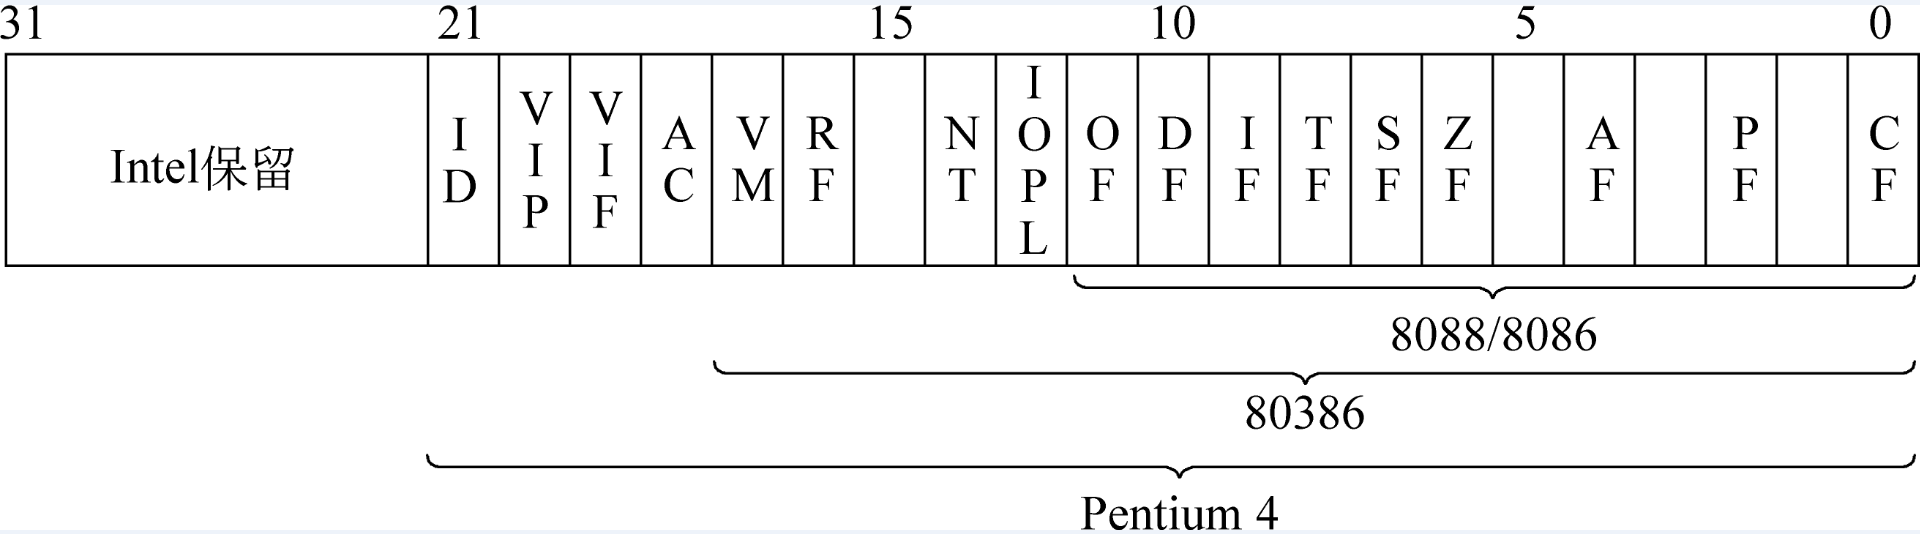 31 21 15 10 5 0
Intel保留 ID VIP VIF AC VM RF NT IOPL OF DF IF TF SF ZF AF PF CF
8088/8086
80386
Pentium 4